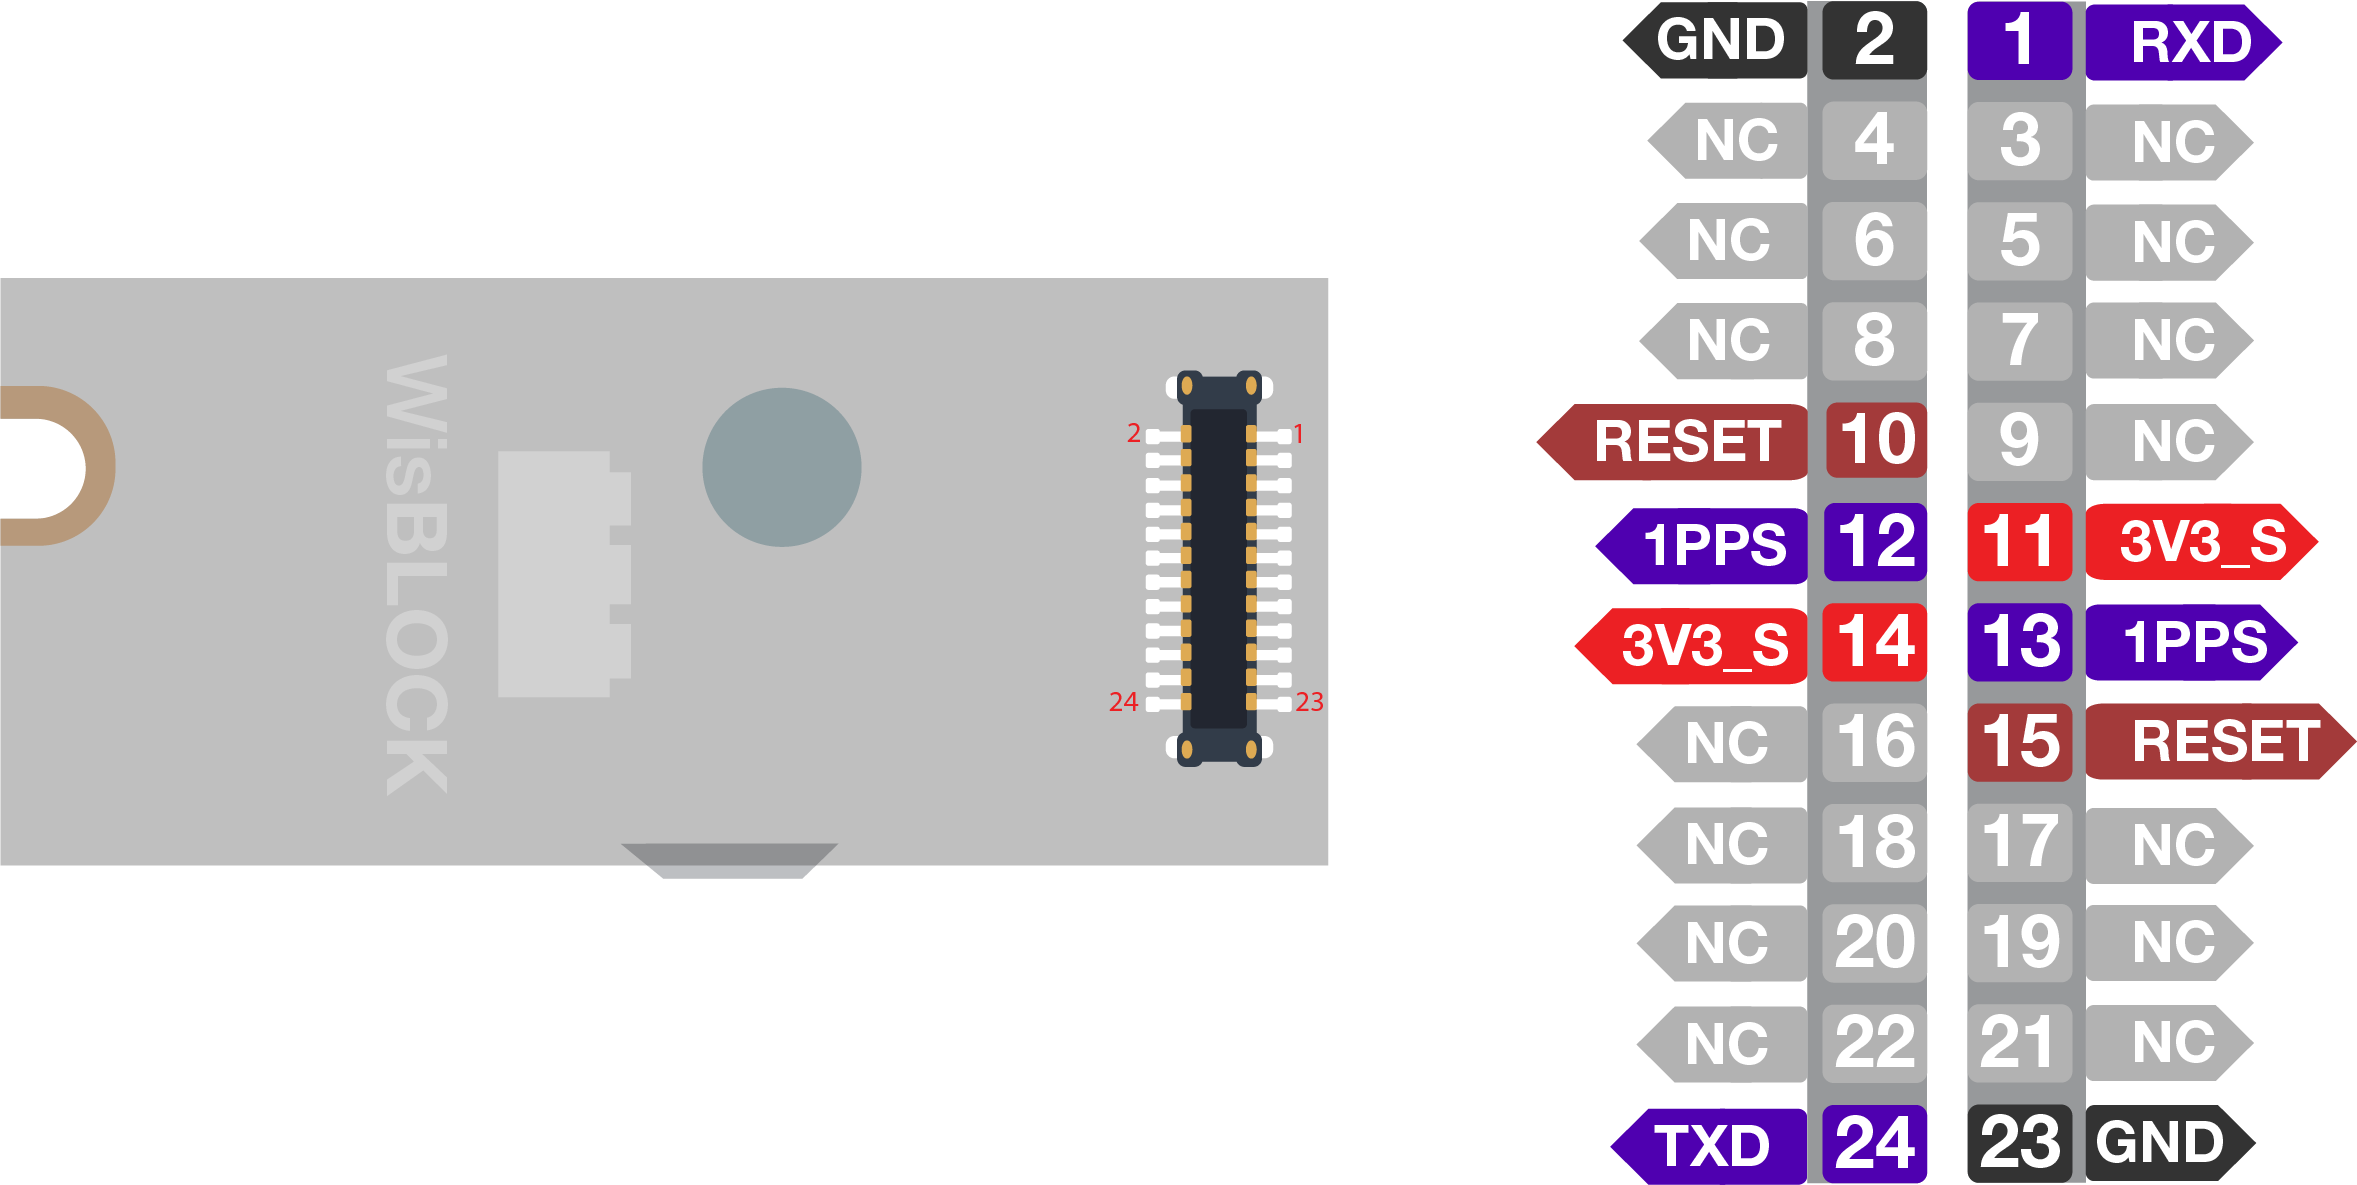 GND 2 1 RXD
NC 4 3 NC
NC 6 5 NC
NC 8 7 NC
RESET 10 9 NC
1PPS 12 11 3V3_S
3V3_S 14 13 1PPS
NC 16 15 RESET
NC 18 17 NC
NC 20 19 NC
NC 22 21 NC
TXD 24 23 GND
WisBLOCK
2 1
24 23